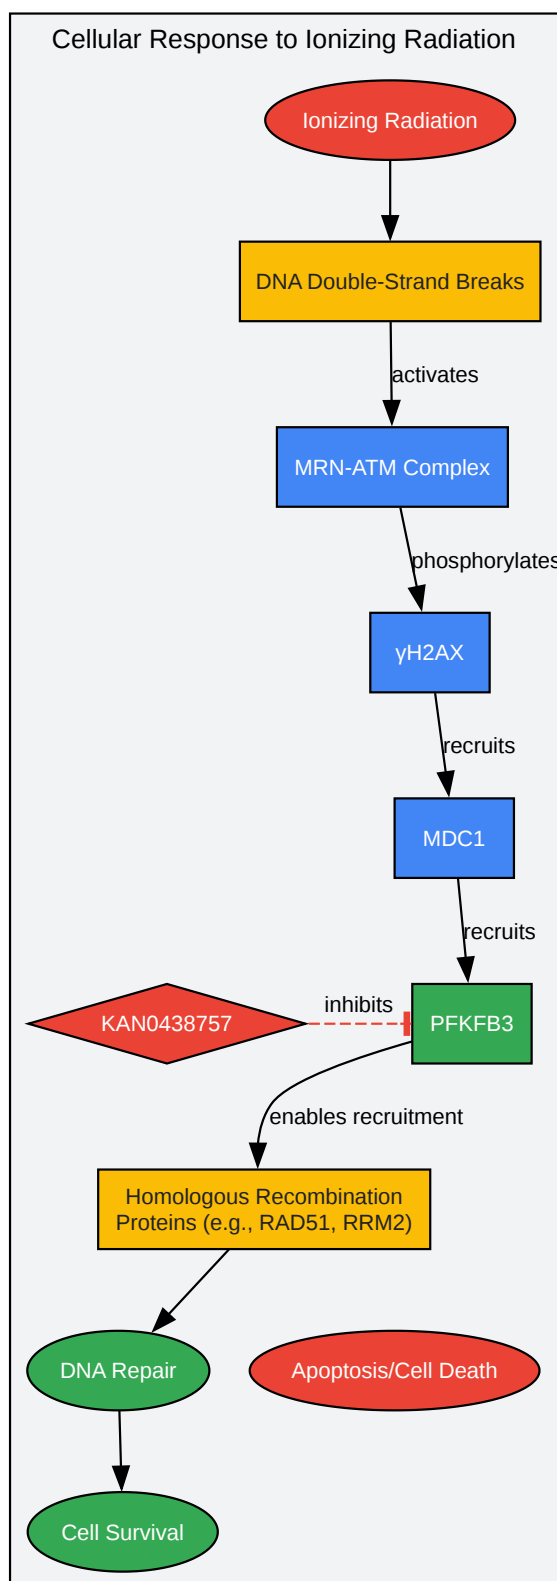 Cellular Response to Ionizing Radiation
Ionizing Radiation
DNA Double-Strand Breaks
activates
MRN-ATM Complex
phosphorylates
γH2AX
recruits
MDC1
recruits
KAN0438757
inhibits
PFKFB3
enables recruitment
Homologous Recombination
Proteins (e.g., RAD51, RRM2)
DNA Repair
Apoptosis/Cell Death
Cell Survival